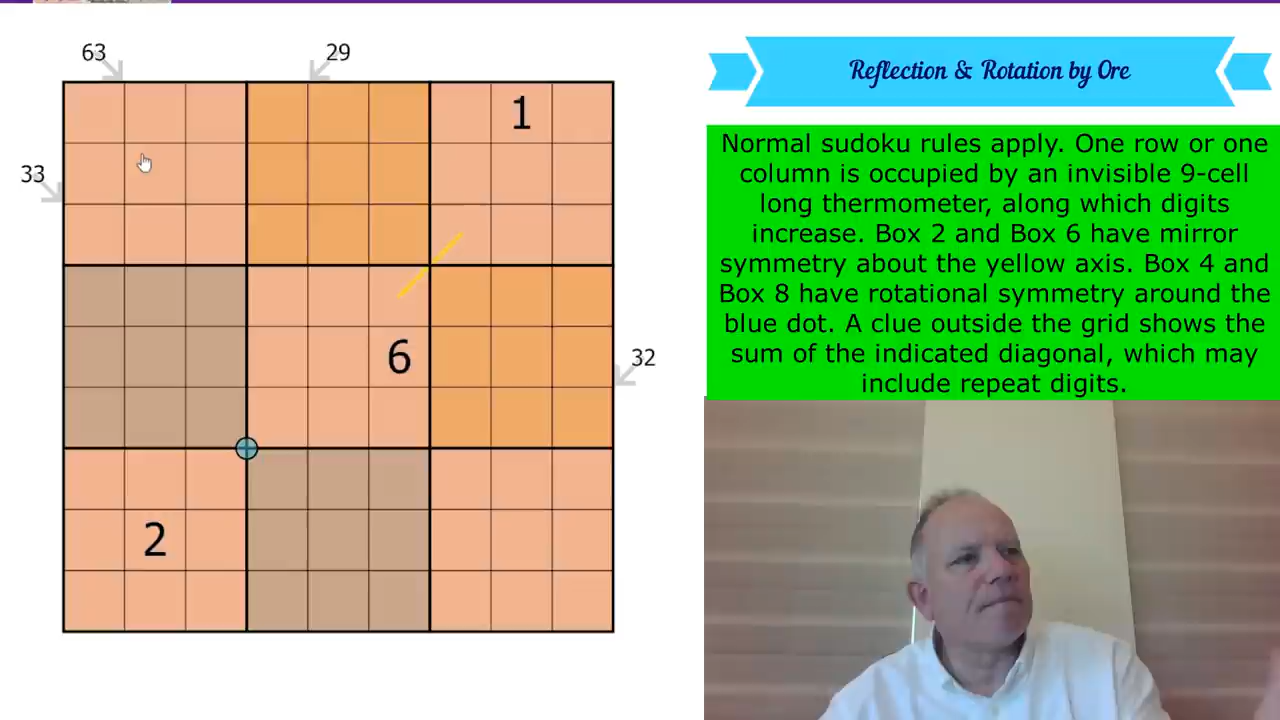 63
29
1
33
6
32
2
Reflection & Rotation by Ore
Normal sudoku rules apply. One row or one
column is occupied by an invisible 9-cell
long thermometer, along which digits
increase. Box 2 and Box 6 have mirror
symmetry about the yellow axis. Box 4 and
Box 8 have rotational symmetry around the
blue dot. A clue outside the grid shows the
sum of the indicated diagonal, which may
include repeat digits.